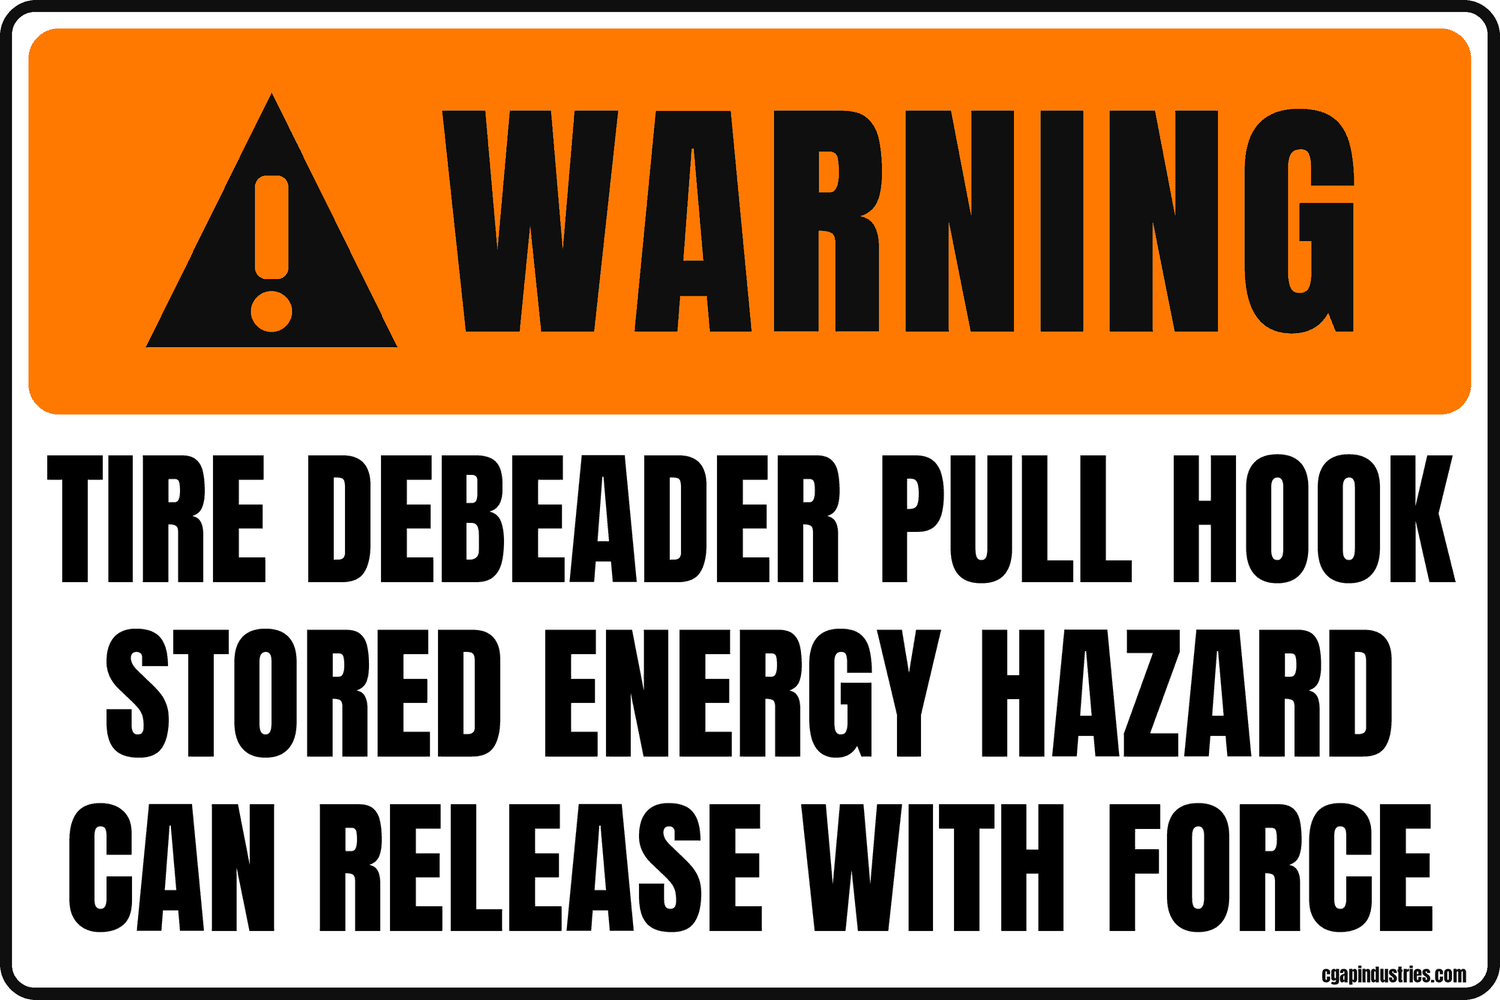 WARNING
TIRE DEBEADER PULL HOOK
STORED ENERGY HAZARD
CAN RELEASE WITH FORCE
cgapindustries.com